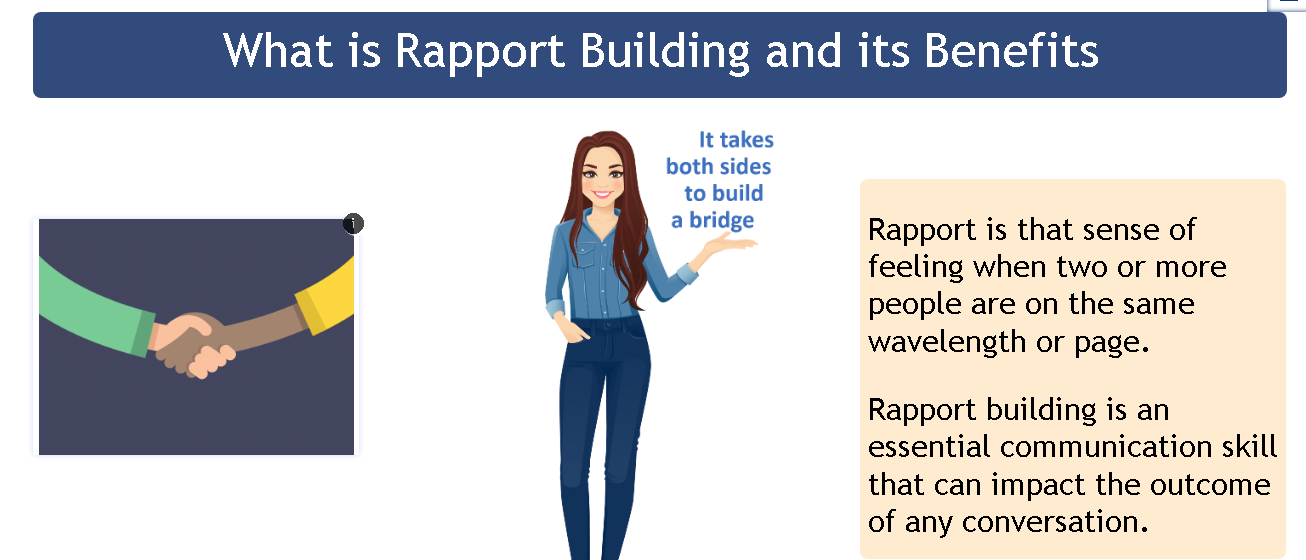 What is Rapport Building and its Benefits
It takes
both sides
to build
a bridge
i
Rapport is that sense of
feeling when two or more
people are on the same
wavelength or page.
Rapport building is an
essential communication skill
that can impact the outcome
of any conversation.